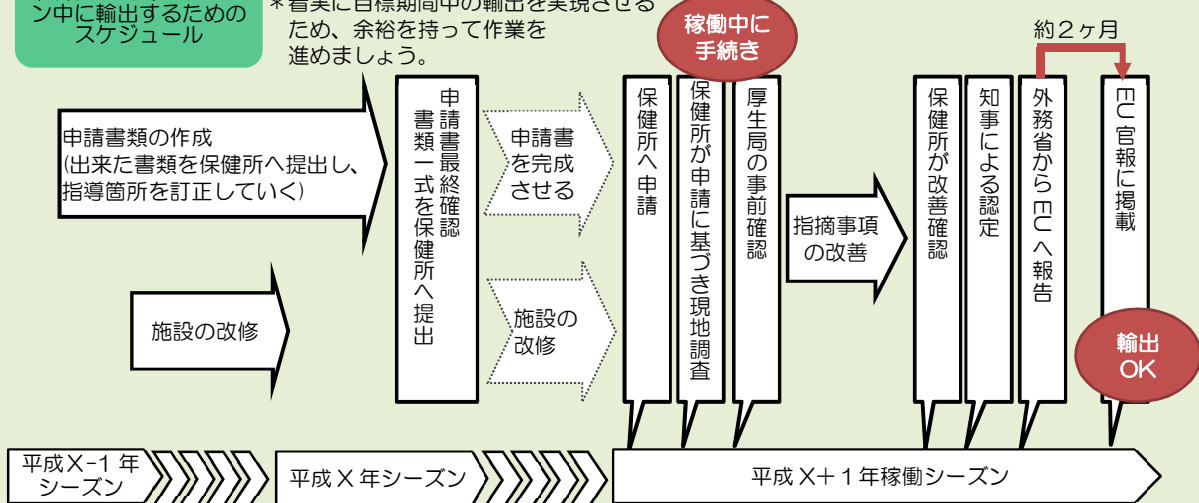 ン中に輸出するための
スケジュール
＊着実に目標期間中の輸出を実現させる
ため、余裕を持って作業を
進めましょう。
稼働中に
手続き
約２ヶ月
申請書類の作成
(出来た書類を保健所へ提出し、
指導箇所を訂正していく)
施設の改修
申請書最終確認
書類一式を保健所へ提出
申請書
を完成
させる
施設の
改修
保健所へ申請
保健所が申請に基づき現地調査
厚生局の事前確認
指摘事項
の改善
保健所が改善確認
知事による認定
外務省からECへ報告
EC官報に掲載
輸出
OK
平成X-1年
シーズン
平成X年シーズン
平成X＋1年稼働シーズン